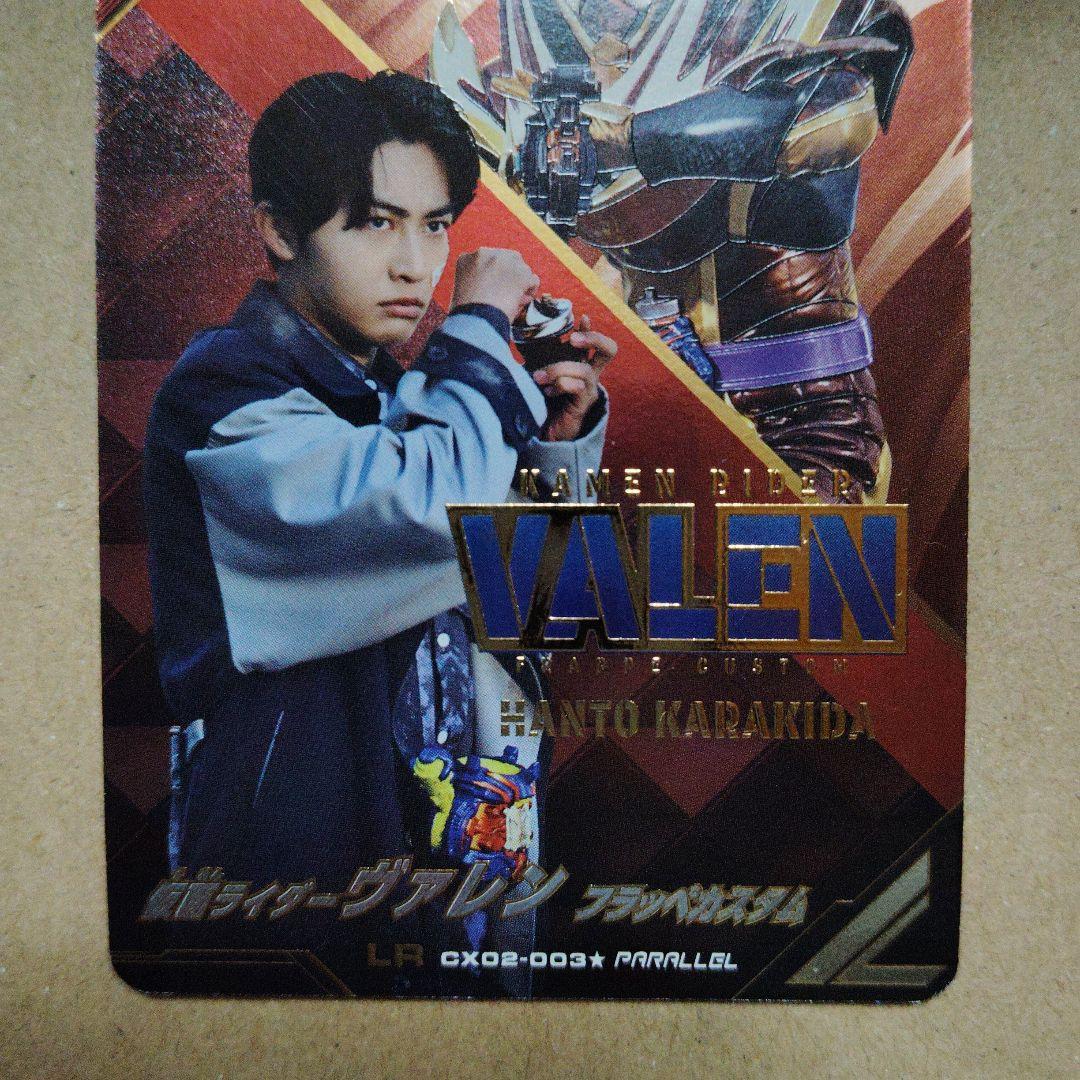 KAMEN RIDER
VALEN
FRAPPE CUSTOM
HANTO KARAKIDA
仮面ライダーヴァレン フラッペカスタム
LR CX02-003★ PARALLEL